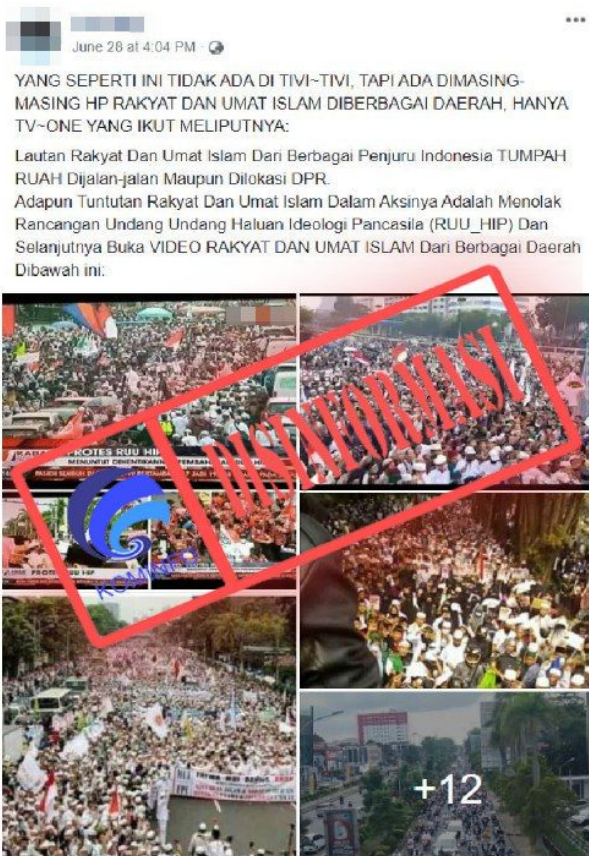 June 28 at 4:04 PM
YANG SEPERTI INI TIDAK ADA DI TIVI~TIVI, TAPI ADA DIMASING-
MASING HP RAKYAT DAN UMAT ISLAM DIBERBAGAI DAERAH, HANYA
TV~ONE YANG IKUT MELIPUTNYA:
Lautan Rakyat Dan Umat Islam Dari Berbagai Penjuru Indonesia TUMPAH
RUAH Dijalan-jalan Maupun Dilokasi DPR.
Adapun Tuntutan Rakyat Dan Umat Islam Dalam Aksinya Adalah Menolak
Rancangan Undang Undang Haluan Ideologi Pancasila (RUU_HIP) Dan
Selanjutnya Buka VIDEO RAKYAT DAN UMAT ISLAM Dari Berbagai Daerah
Dibawah ini:
DISINFORMASI
KOMINFO
PROTES RUU HIP
MENUNTUT DIHENTIKANNYA
+12